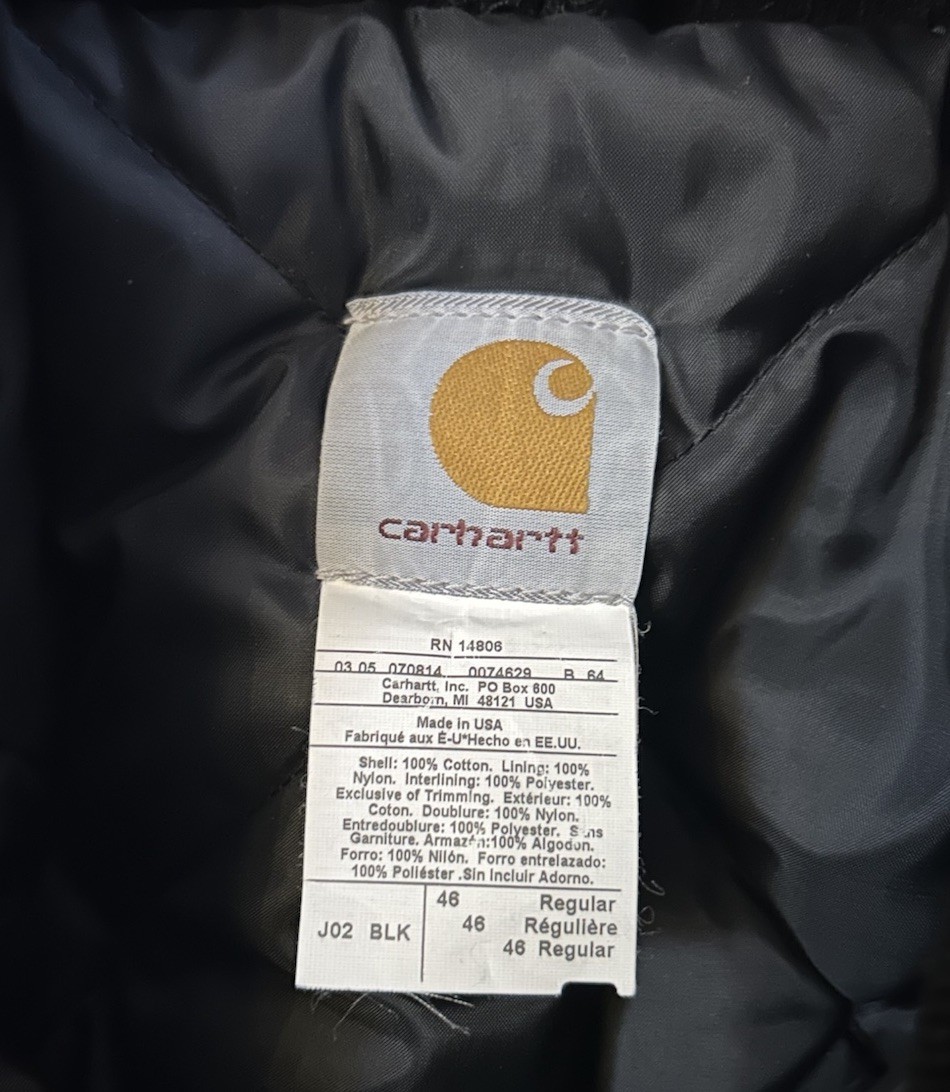 carhartt
RN 14806
03 05 070814 0074629 B 64
Carhartt, Inc. PO Box 600
Dearborn, MI 48121 USA
Made in USA
Fabriqué aux É-U*Hecho en EE.UU.
Shell: 100% Cotton. Lining: 100%
Nylon. Interlining: 100% Polyester.
Exclusive of Trimming. Extérieur: 100%
Coton. Doublure: 100% Nylon.
Entredoublure: 100% Polyester. Sans
Garniture. Armazón:100% Algodon.
Forro: 100% Nilón. Forro entrelazado:
100% Poliéster .Sin Incluir Adorno.
J02 BLK
46 Regular
46 Régulière
46 Regular